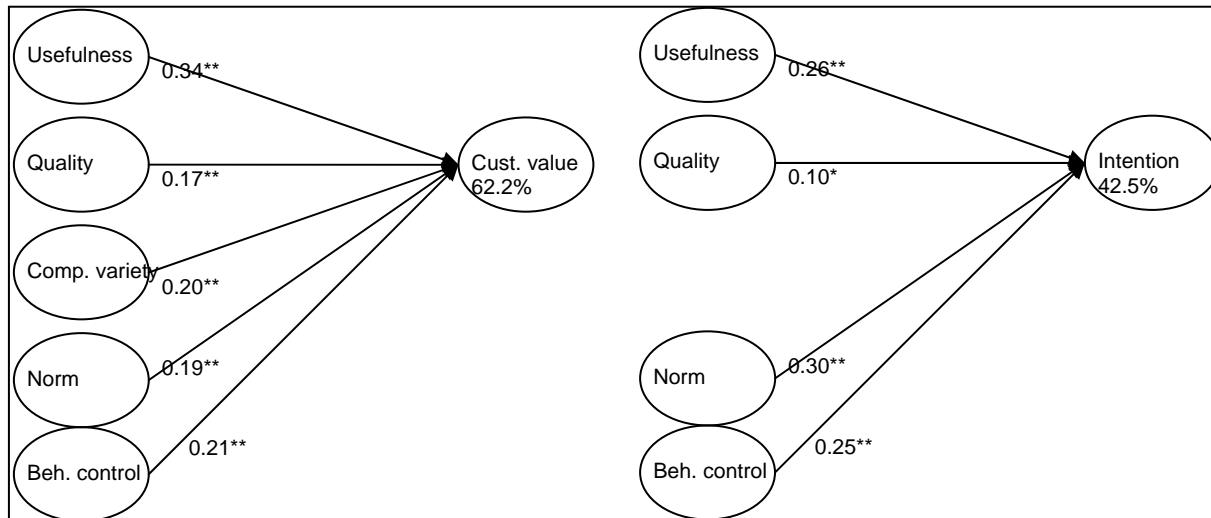 Usefulness
0.34**
Quality
0.17**
Cust. value
62.2%
Comp. variety
0.20**
Norm
0.19**
Beh. control
0.21**
Usefulness
0.26**
Quality
0.10*
Intention
42.5%
Norm
0.30**
Beh. control
0.25**